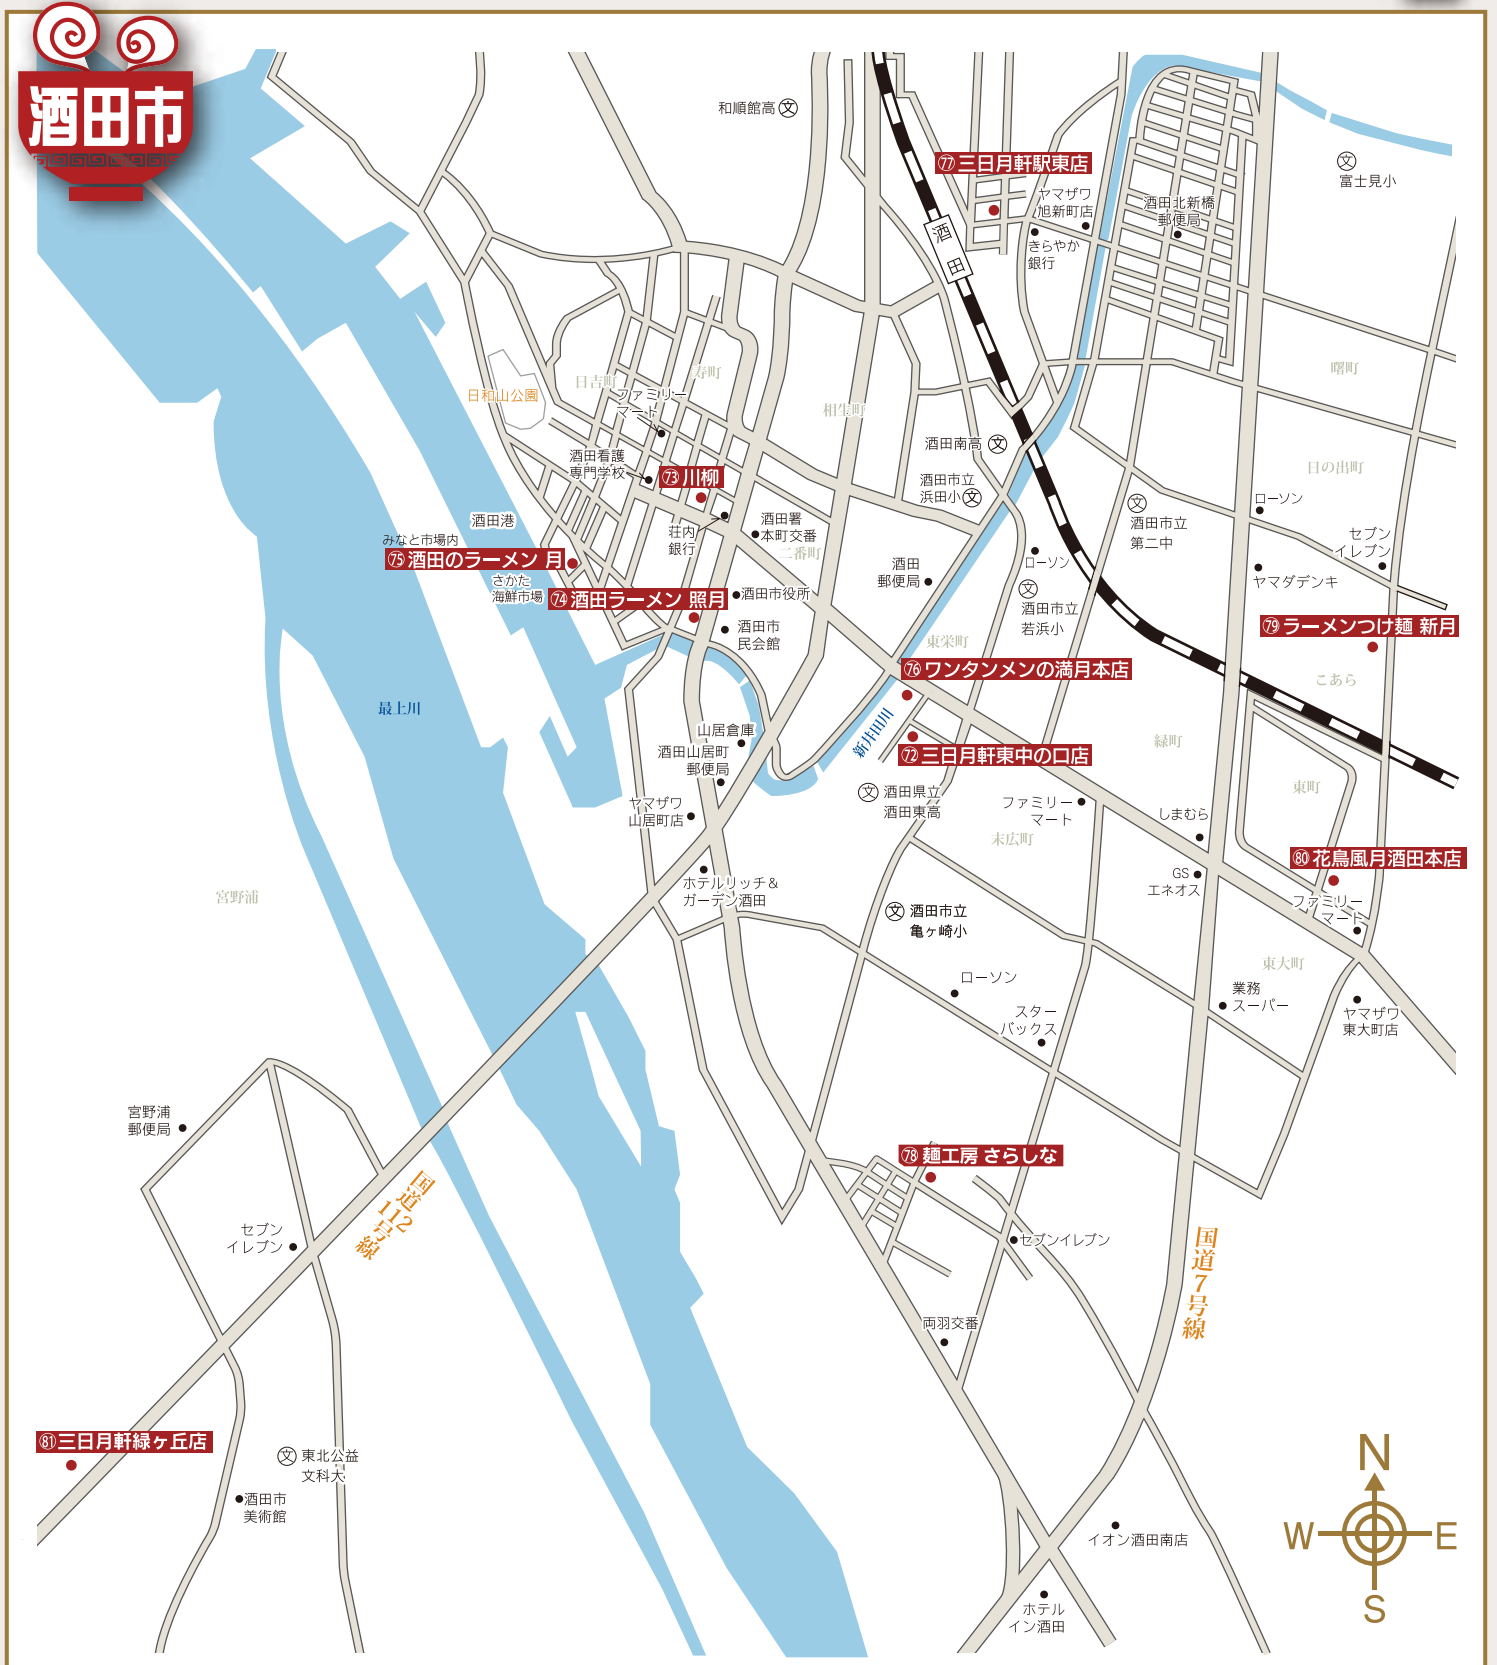 酒田市
和順館高
文
⑦⑦三日月軒駅東店
文
富士見小
ヤマザワ
旭新町店
酒田北新橋
郵便局
酒田
きらやか
銀行
曙町
日吉町
寿町
日和山公園
ファミリー
マート
相生町
酒田南高
文
酒田看護
専門学校
⑦③川柳
酒田市立
浜田小
文
日の出町
ローソン
文
酒田市立
第二中
酒田港
荘内
銀行
酒田署
本町交番
二番町
セブン
イレブン
みなと市場内
⑦⑤酒田のラーメン 月
さかた
海鮮市場
⑦④酒田ラーメン 照月
酒田
郵便局
ローソン
ヤマダデンキ
文
酒田市立
若浜小
酒田市役所
酒田市
民会館
⑦⑨ラーメンつけ麺 新月
東栄町
⑦⑥ワンタンメンの満月本店
こあら
最上川
新井田川
山居倉庫
酒田山居町
郵便局
⑦②三日月軒東中の口店
緑町
東町
ヤマザワ
山居町店
文
酒田県立
酒田東高
ファミリー
マート
しまむら
末広町
⑧⓪花鳥風月酒田本店
ホテルリッチ&
ガーデン酒田
GS
エネオス
ファミリー
マート
宮野浦
文
酒田市立
亀ヶ崎小
東大町
ローソン
業務
スーパー
スター
バックス
ヤマザワ
東大町店
宮野浦
郵便局
⑦⑧麺工房 さらしな
国道112号線
セブン
イレブン
セブンイレブン
国道7号線
両羽交番
⑧①三日月軒緑ヶ丘店
文
東北公益
文科大
酒田市
美術館
イオン酒田南店
ホテル
イン酒田
N
W
E
S